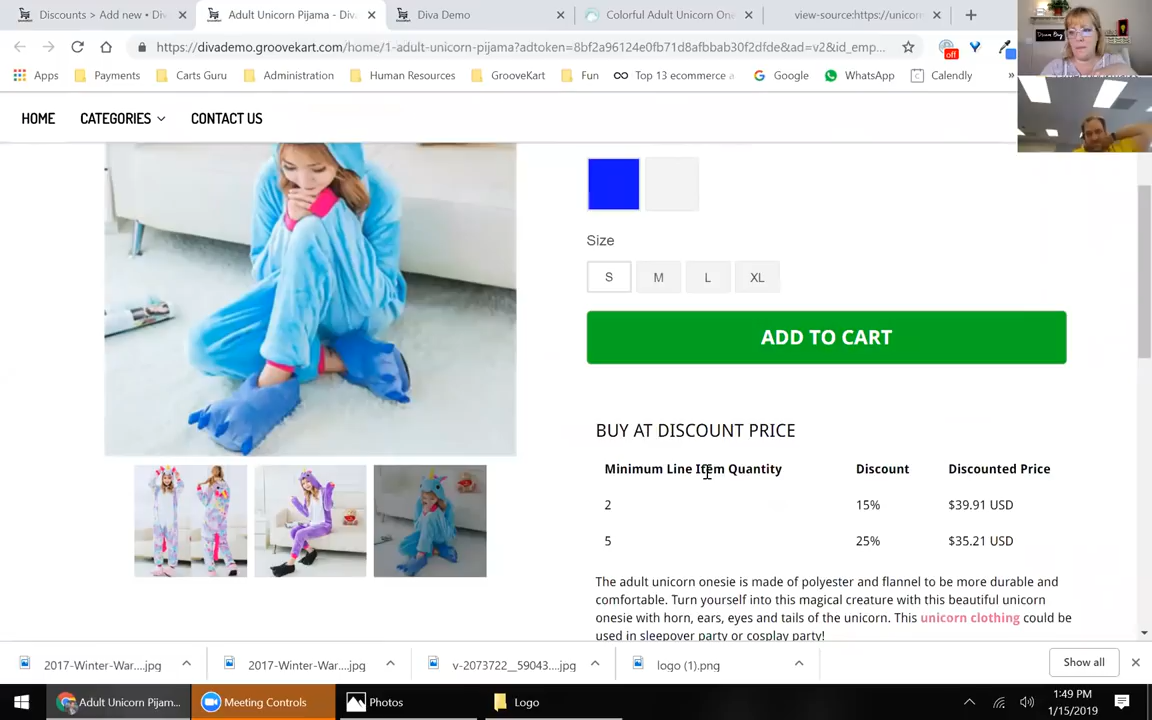 Discounts > Add new • Div
Adult Unicorn Pijama - Div
Diva Demo
Colorful Adult Unicorn One
view-source:https://unicorn
https://divademo.groovekart.com/home/1-adult-unicorn-pijama?adtoken=8bf2a96124e0fb71d8afbbab30f2dfde&ad=v2&id_emp...
off
Apps
Payments
Carts Guru
Administration
Human Resources
GrooveKart
Fun
Top 13 ecommerce a
Google
WhatsApp
Calendly
»
HOME
CATEGORIES
CONTACT US
Size
S
M
L
XL
ADD TO CART
BUY AT DISCOUNT PRICE
Minimum Line Item Quantity Discount Discounted Price
2 15% $39.91 USD
5 25% $35.21 USD
The adult unicorn onesie is made of polyester and flannel to be more durable and
comfortable. Turn yourself into this magical creature with this beautiful unicorn
onesie with horn, ears, eyes and tails of the unicorn. This unicorn clothing could be
used in sleepover party or cosplay party!
2017-Winter-War....jpg
2017-Winter-War....jpg
v-2073722__59043....jpg
logo (1).png
Show all
Adult Unicorn Pijam...
Meeting Controls
Photos
Logo
1:49 PM
1/15/2019